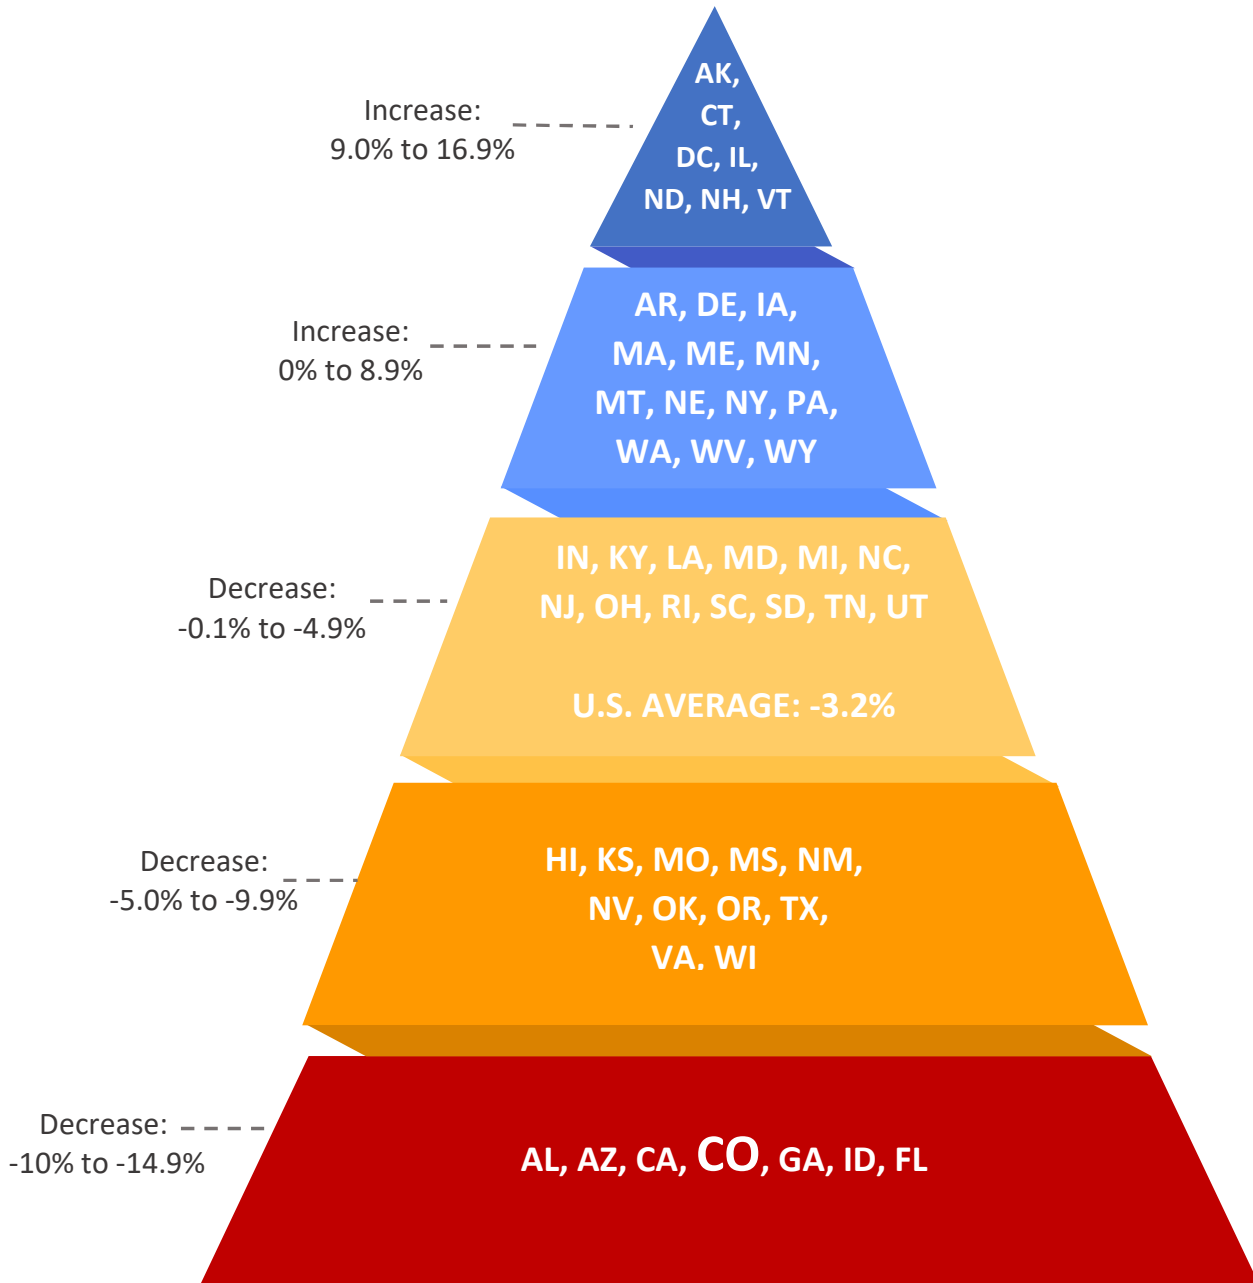 Increase:
9.0% to 16.9%
AK,
CT,
DC, IL,
ND, NH, VT
Increase:
0% to 8.9%
AR, DE, IA,
MA, ME, MN,
MT, NE, NY, PA,
WA, WV, WY
Decrease:
-0.1% to -4.9%
IN, KY, LA, MD, MI, NC,
NJ, OH, RI, SC, SD, TN, UT
U.S. AVERAGE: -3.2%
Decrease:
-5.0% to -9.9%
HI, KS, MO, MS, NM,
NV, OK, OR, TX,
VA, WI
Decrease:
-10% to -14.9%
AL, AZ, CA, CO, GA, ID, FL